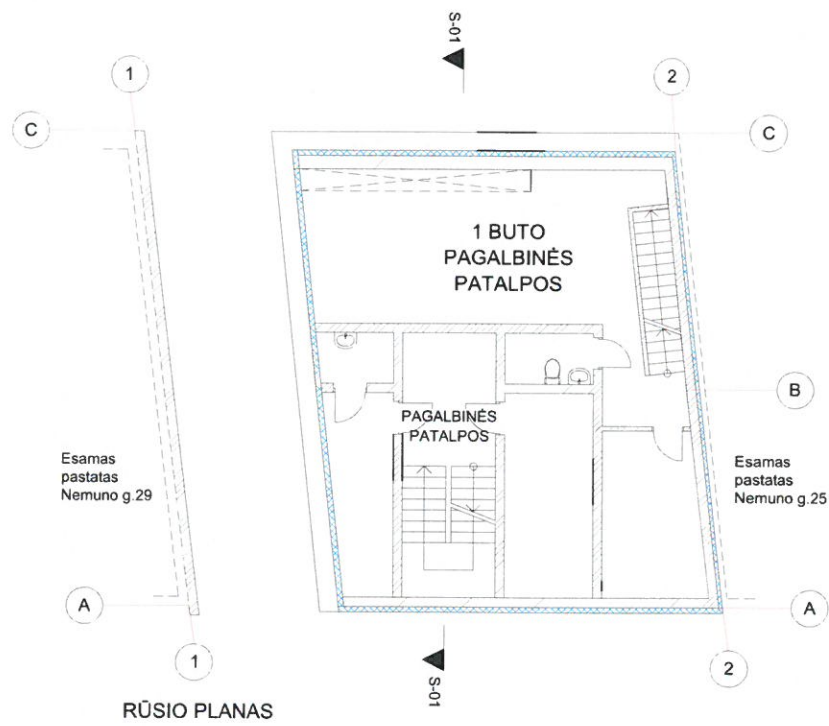 S-01
1
2
C
C
1 BUTO
PAGALBINĖS
PATALPOS
B
PAGALBINĖS
PATALPOS
Esamas
pastatas
Nemuno g.29
Esamas
pastatas
Nemuno g.25
A
A
1
S-01
2
RŪSIO PLANAS